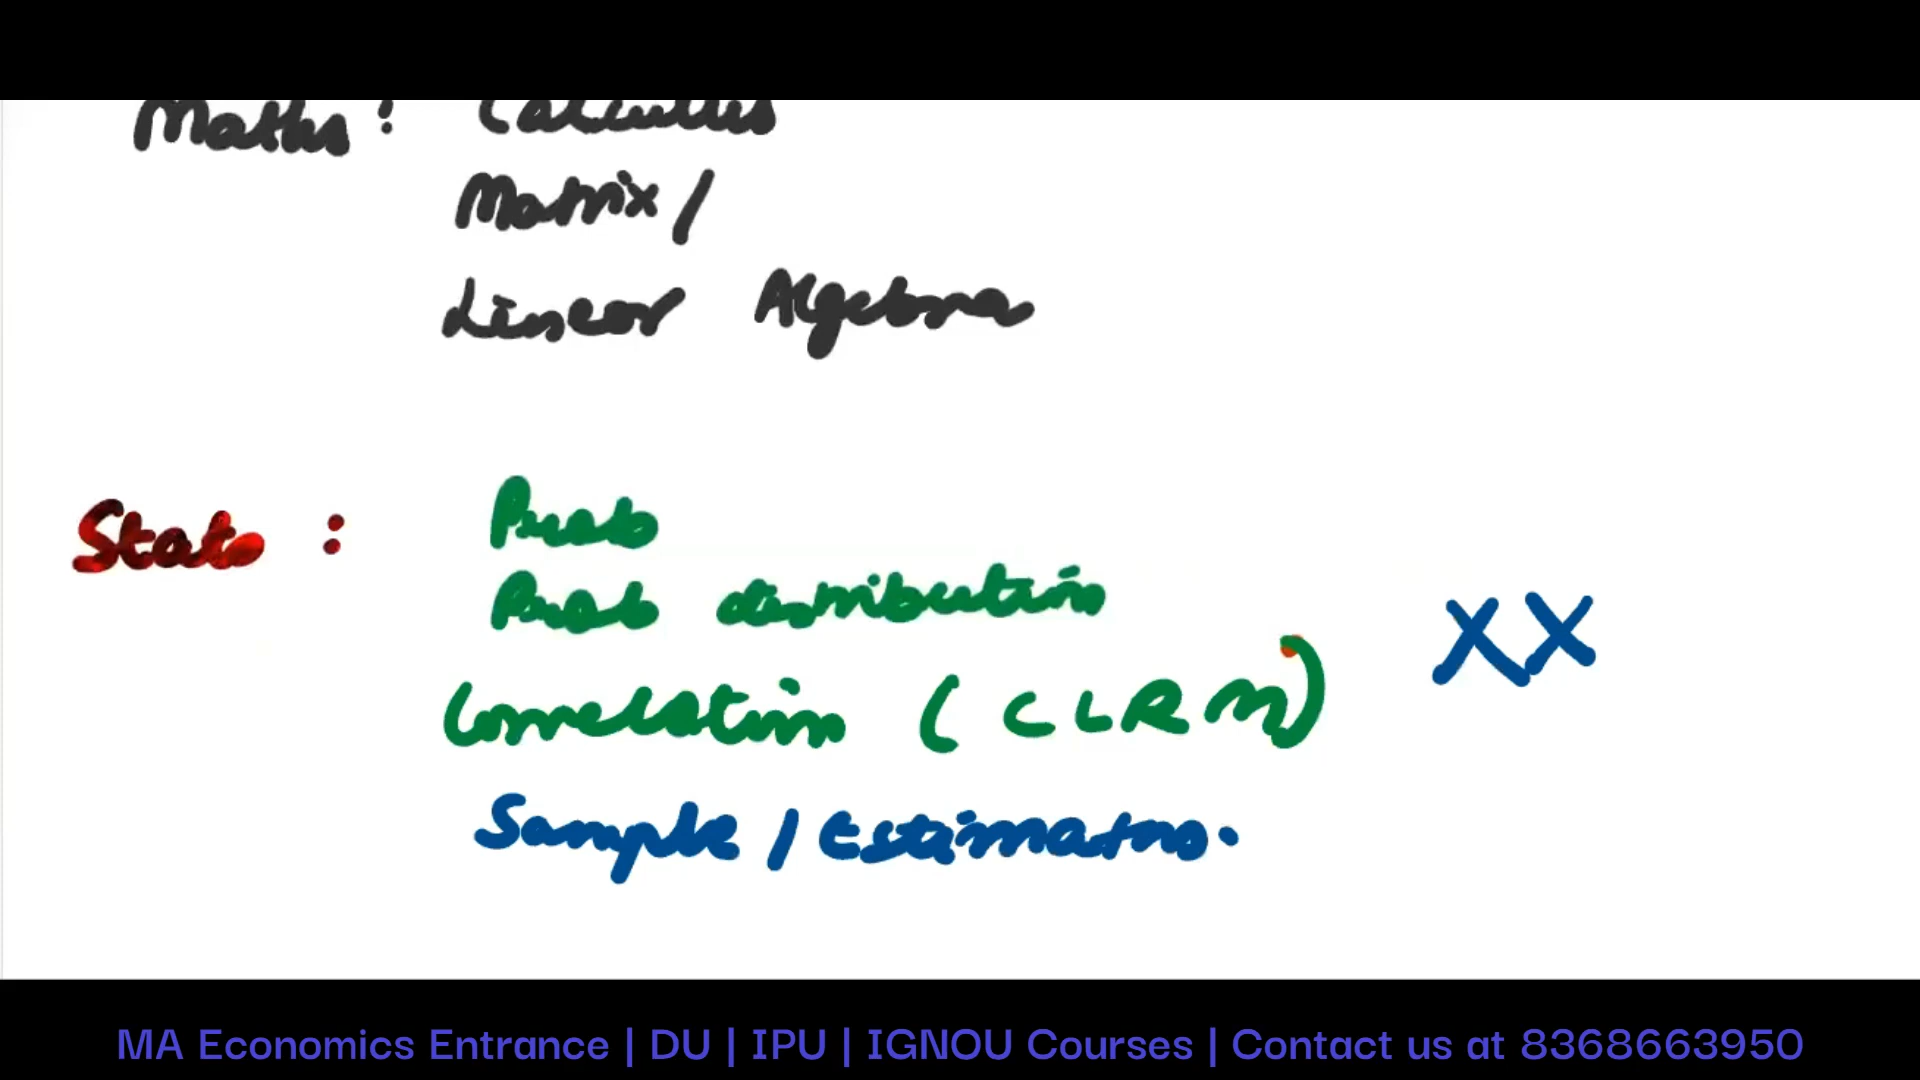 Maths : Calculus
Matrix /
Linear Algebra
Stats :
Prob
Prob distribution
Correlation (CLRM)
XX
Sample / Estimators.
MA Economics Entrance | DU | IPU | IGNOU Courses | Contact us at 8368663950